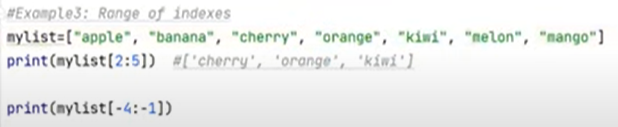 #Example3: Range of indexes
mylist=["apple", "banana", "cherry", "orange", "kiwi", "melon", "mango"]
print(mylist[2:5])  #['cherry', 'orange', 'kiwi']
print(mylist[-4:-1])